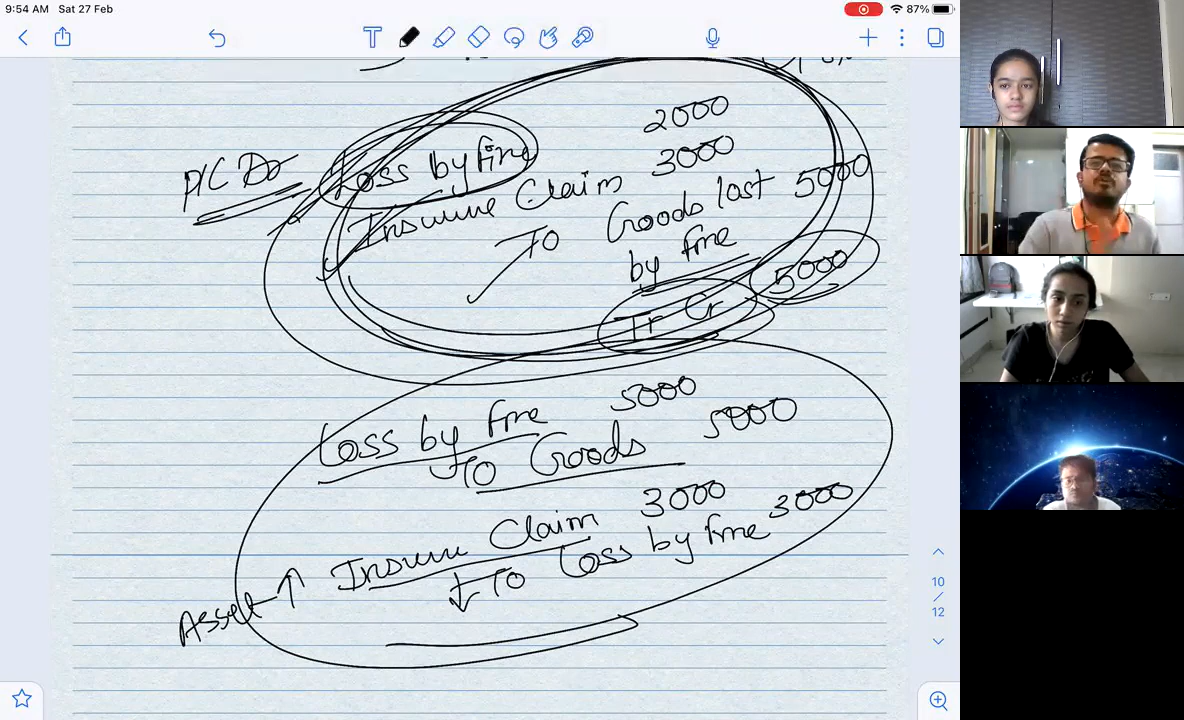 9:54 AM Sat 27 Feb
87%
T
2000
P/C Dr Loss by fire
3000
Insurance Claim
To Goods lost 5000
by fire
Tr Cr 5000
Loss by fire 5000
To Goods 5000
Insurance Claim 3000
To Loss by fire 3000
Asset ↑
10
/
12